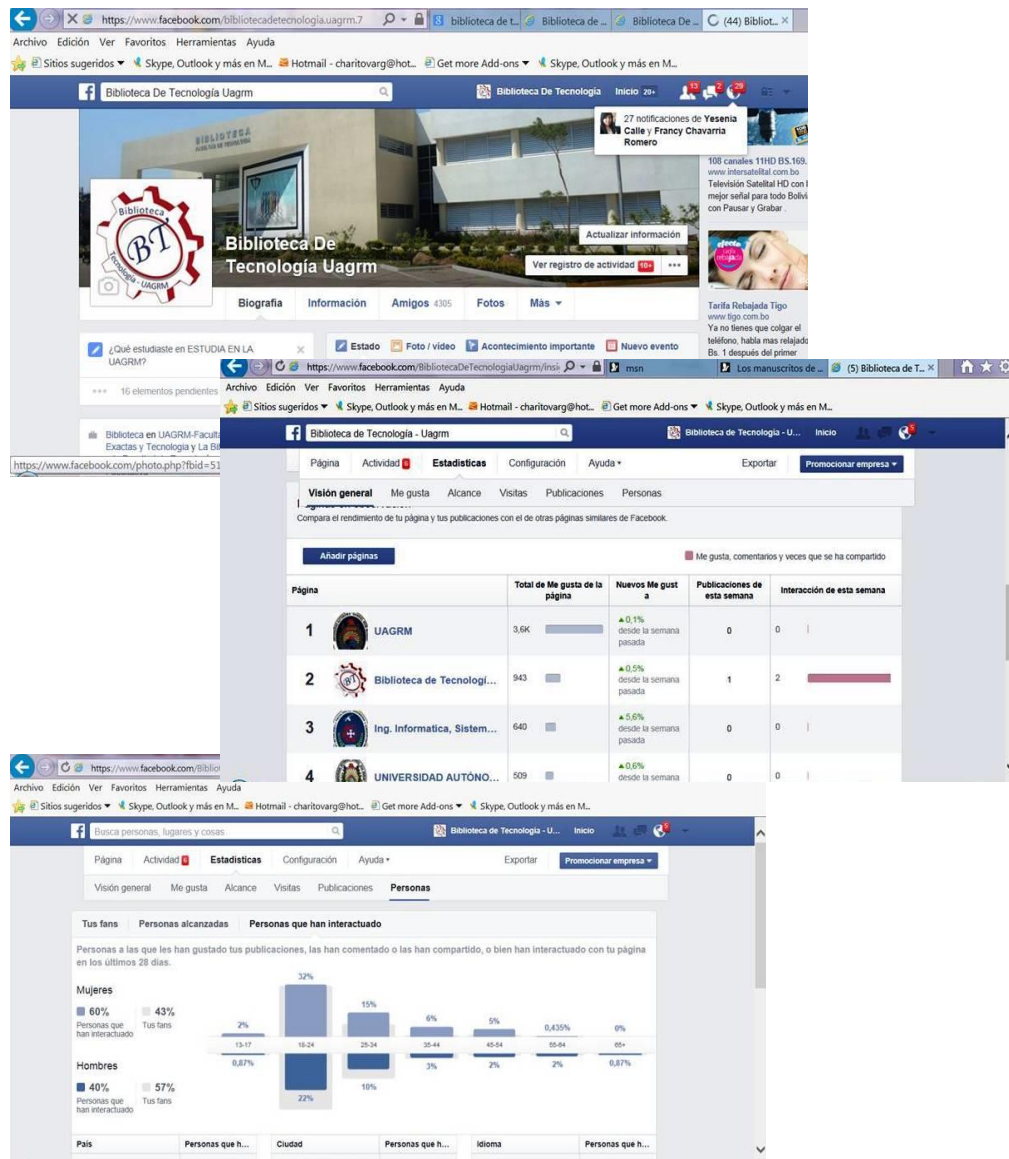 https://www.facebook.com/bibliotecadetecnologia.uagrm.7
biblioteca de t...
Biblioteca de ...
Biblioteca De ...
(44) Bibliot...
Archivo Edición Ver Favoritos Herramientas Ayuda
Sitios sugeridos
Skype, Outlook y más en M...
Hotmail - charitovarg@hot...
Get more Add-ons
Skype, Outlook y más en M...
Biblioteca De Tecnología Uagrm
Biblioteca De Tecnología
Inicio 20+
13
2
29
27 notificaciones de Yesenia
Calle y Francy Chavarria
Romero
BIBLIOTECA
108 canales 11HD BS.169.
www.intersatelital.com.bo
Televisión Satelital HD con l
mejor señal para todo Bolivi
con Pausar y Grabar .
Biblioteca
BT
Tecnología - UAGRM
Biblioteca De
Tecnología Uagrm
Actualizar información
Ver registro de actividad 10+
Biografía
Información
Amigos 4305
Fotos
Más
Tarifa Rebajada Tigo
www.tigo.com.bo
Ya no tienes que colgar el
teléfono, habla mas relajado
Bs. 1 después del primer
¿Qué estudiaste en ESTUDIA EN LA
UAGRM?
16 elementos pendientes
Estado
Foto / video
Acontecimiento importante
Nuevo evento
Biblioteca en UAGRM-Faculta
Exactas y Tecnología y La Bi
https://www.facebook.com/photo.php?fbid=51
https://www.facebook.com/BibliotecaDeTecnologiaUagrm/insi
msn
Los manuscritos de ...
(5) Biblioteca de T...
Archivo Edición Ver Favoritos Herramientas Ayuda
Sitios sugeridos
Skype, Outlook y más en M...
Hotmail - charitovarg@hot...
Get more Add-ons
Skype, Outlook y más en M...
Biblioteca de Tecnología - Uagrm
Biblioteca de Tecnología - U...
Inicio
5
Página
Actividad 6
Estadísticas
Configuración
Ayuda
Exportar
Promocionar empresa
Visión general
Me gusta
Alcance
Visitas
Publicaciones
Personas
Compara el rendimiento de tu página y tus publicaciones con el de otras páginas similares de Facebook.
Añadir páginas
Me gusta, comentarios y veces que se ha compartido
Página
Total de Me gusta de la
página
Nuevos Me gust
a
Publicaciones de
esta semana
Interacción de esta semana
1 UAGRM 3,6K
0,1%
desde la semana
pasada
0 0
2 Biblioteca de Tecnologí... 943
0,5%
desde la semana
pasada
1 2
3 Ing. Informatica, Sistem... 640
5,6%
desde la semana
pasada
0 0
4 UNIVERSIDAD AUTÓNO... 509
0,6%
desde la semana
0 0
https://www.facebook.com/Biblio
Archivo Edición Ver Favoritos Herramientas Ayuda
Sitios sugeridos
Skype, Outlook y más en M...
Hotmail - charitovarg@hot...
Get more Add-ons
Skype, Outlook y más en M...
Busca personas, lugares y cosas
Biblioteca de Tecnología - U...
Inicio
5
Página
Actividad 6
Estadísticas
Configuración
Ayuda
Exportar
Promocionar empresa
Visión general
Me gusta
Alcance
Visitas
Publicaciones
Personas
Tus fans
Personas alcanzadas
Personas que han interactuado
Personas a las que les han gustado tus publicaciones, las han comentado o las han compartido, o bien han interactuado con tu página
en los últimos 28 días.
Mujeres
60%
Personas que
han interactuado
43%
Tus fans
2% 32% 15% 6% 5% 0,435% 0%
13-17 18-24 25-34 35-44 45-54 55-64 65+
0,87% 22% 10% 3% 2% 2% 0,87%
Hombres
40%
Personas que
han interactuado
57%
Tus fans
País
Personas que h...
Ciudad
Personas que h...
Idioma
Personas que h...